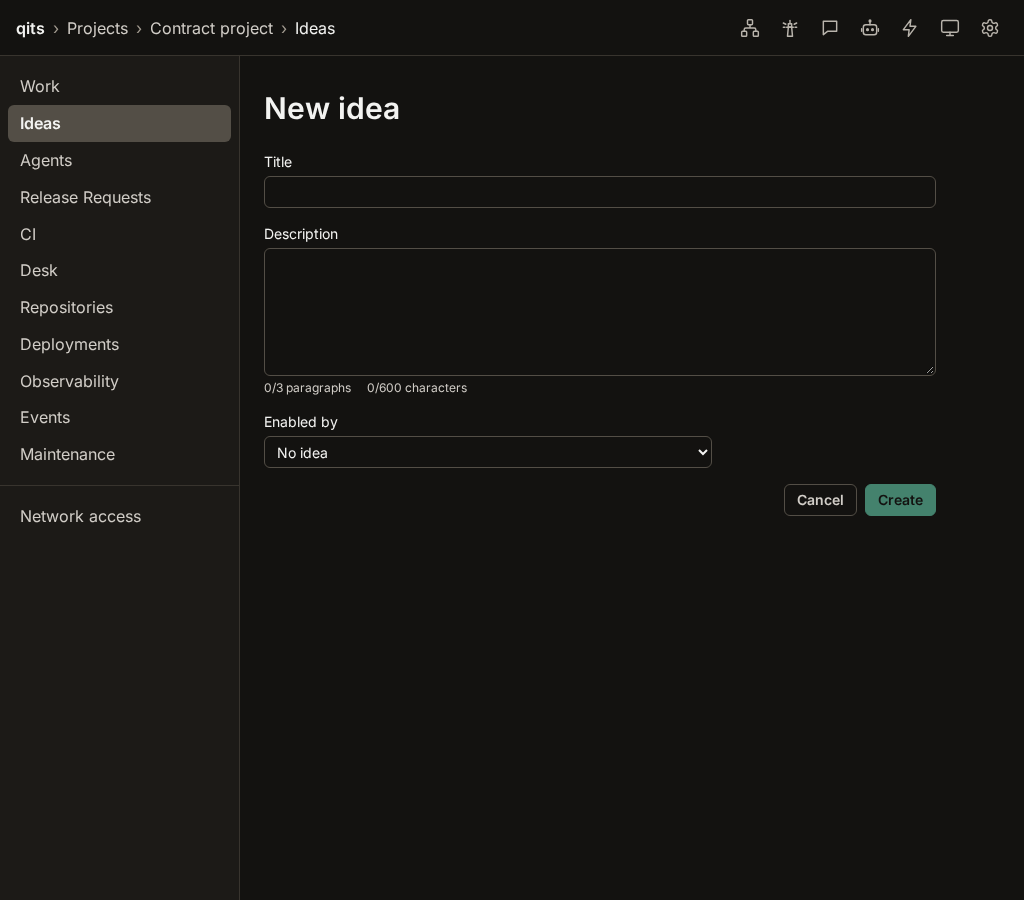 qits › Projects › Contract project › Ideas
Work
Ideas
Agents
Release Requests
CI
Desk
Repositories
Deployments
Observability
Events
Maintenance
Network access
New idea
Title
Description
0/3 paragraphs 0/600 characters
Enabled by
No idea
Cancel Create